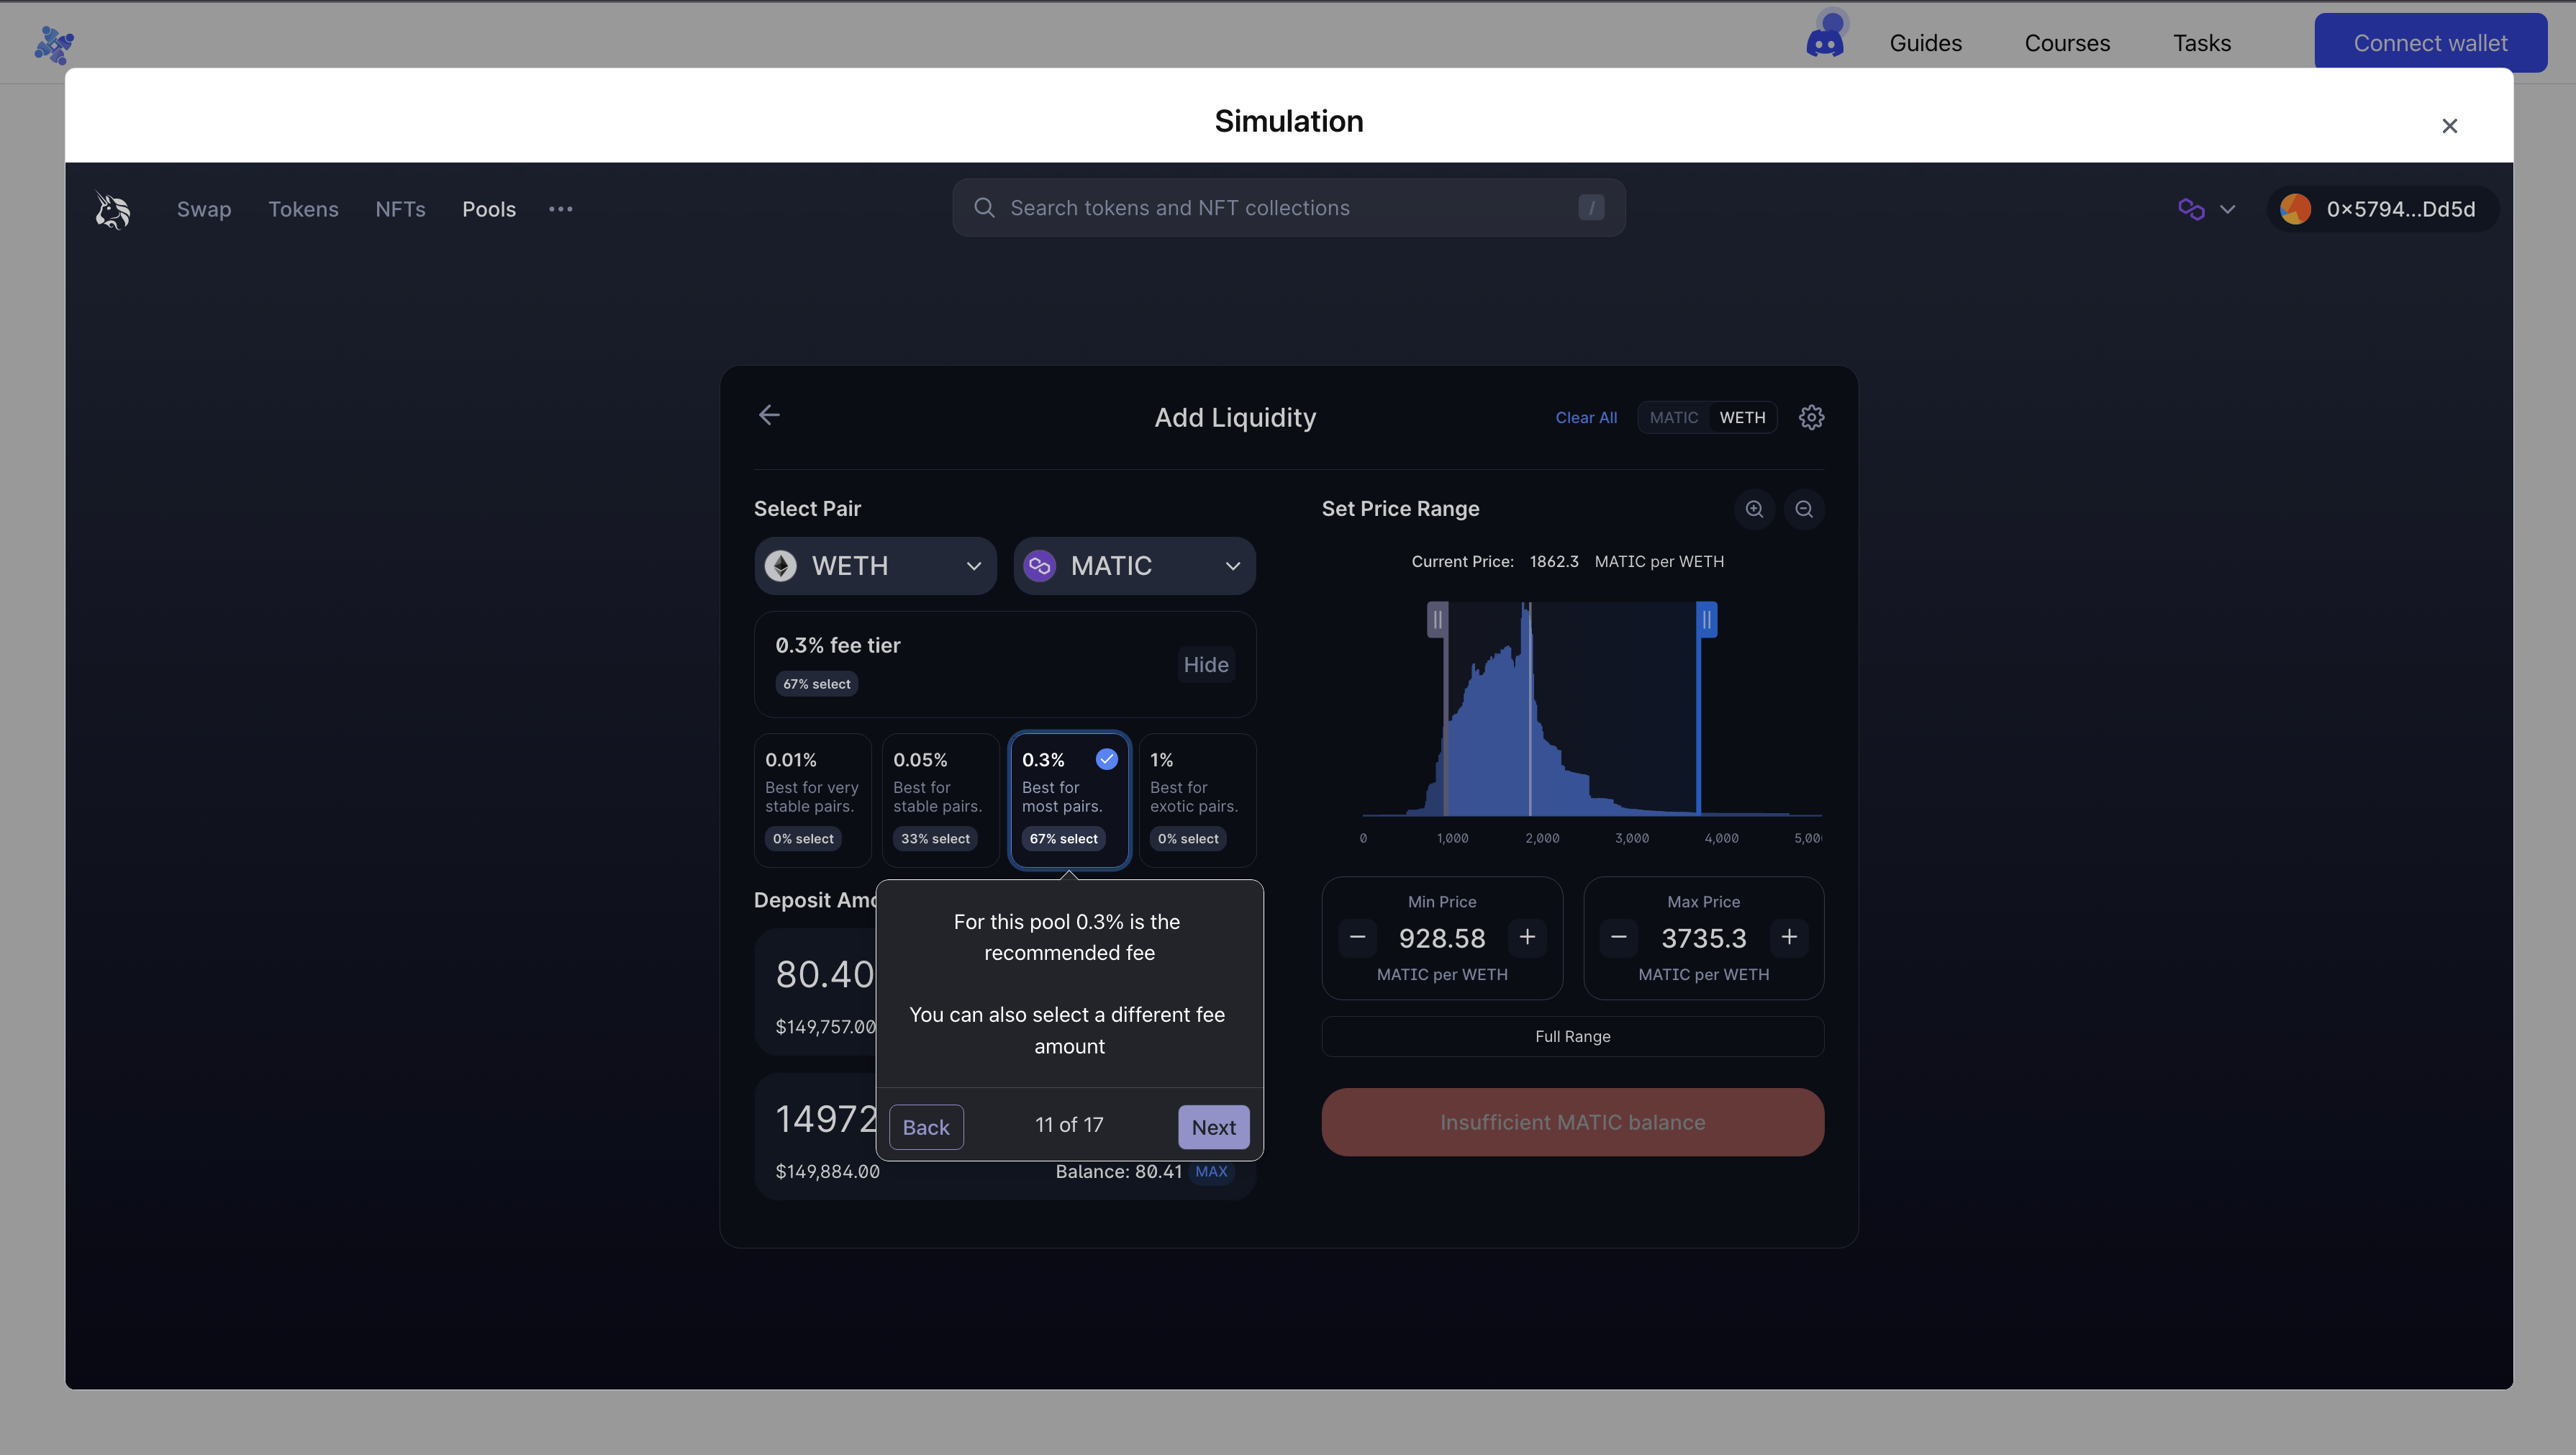 Guides
Courses
Tasks
Connect wallet
Simulation
Swap
Tokens
NFTs
Pools
Search tokens and NFT collections
/
0×5794...Dd5d
Add Liquidity
Clear All
MATIC
WETH
Select Pair
WETH
MATIC
0.3% fee tier
67% select
Hide
0.01%
Best for very
stable pairs.
0% select
0.05%
Best for
stable pairs.
33% select
0.3%
Best for
most pairs.
67% select
1%
Best for
exotic pairs.
0% select
Deposit Amo
80.40
$149,757.00
14972
$149,884.00
Balance: 80.41
MAX
For this pool 0.3% is the
recommended fee
You can also select a different fee
amount
Back
11 of 17
Next
Set Price Range
Current Price:
1862.3
MATIC per WETH
0
1,000
2,000
3,000
4,000
5,00
Min Price
928.58
MATIC per WETH
Max Price
3735.3
MATIC per WETH
Full Range
Insufficient MATIC balance